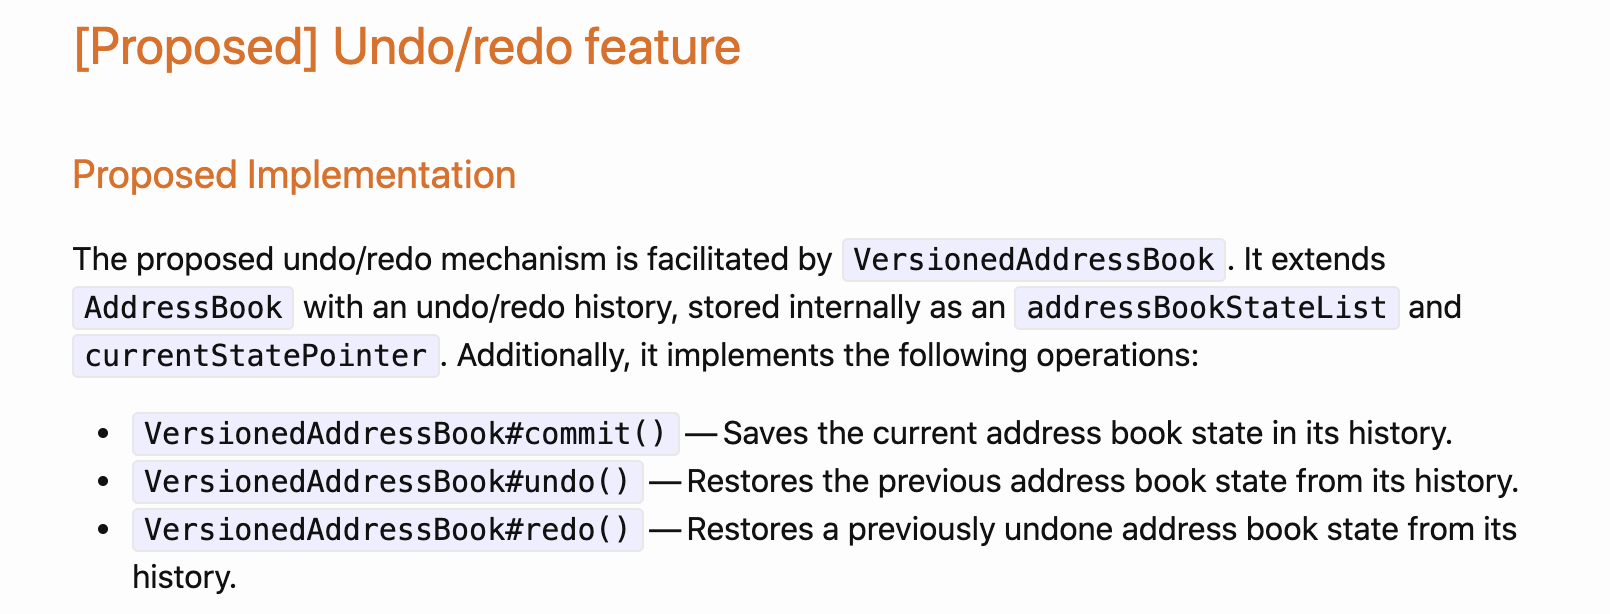 [Proposed] Undo/redo feature
Proposed Implementation
The proposed undo/redo mechanism is facilitated by VersionedAddressBook. It extends
AddressBook with an undo/redo history, stored internally as an addressBookStateList and
currentStatePointer. Additionally, it implements the following operations:
• VersionedAddressBook#commit() — Saves the current address book state in its history.
• VersionedAddressBook#undo() — Restores the previous address book state from its history.
• VersionedAddressBook#redo() — Restores a previously undone address book state from its
history.